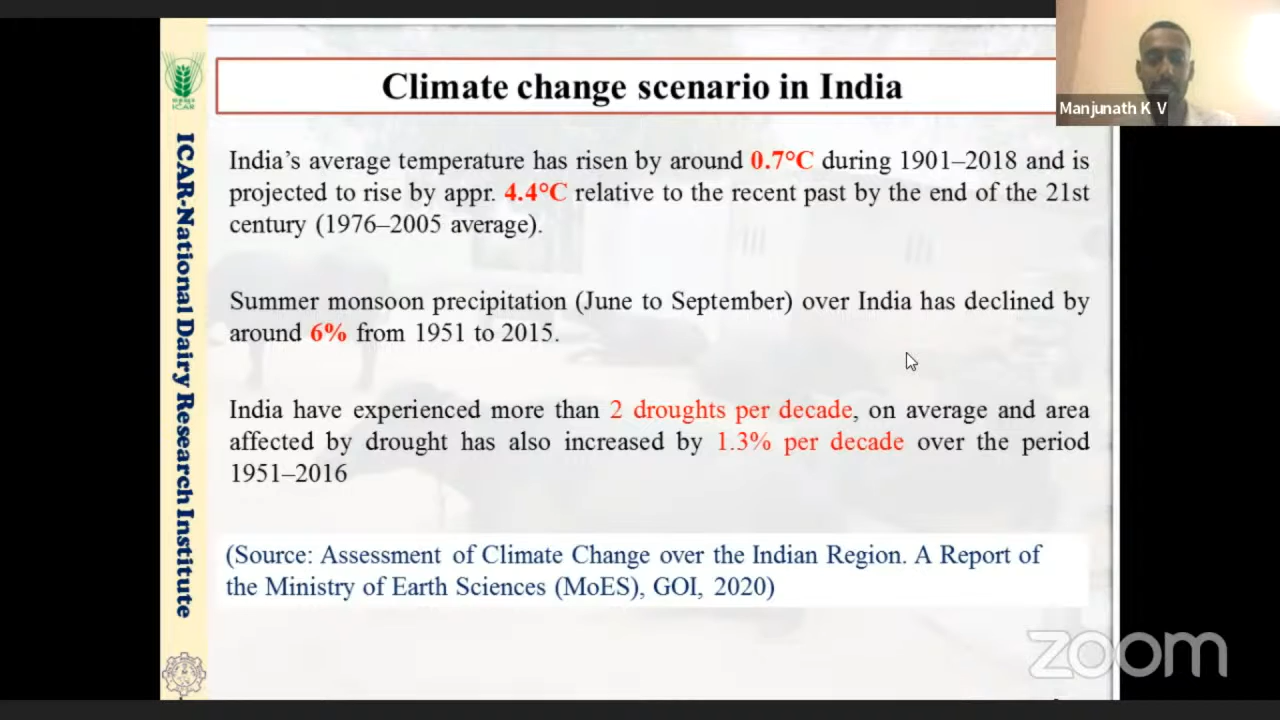 Climate change scenario in India
Manjunath K V
ICAR-National Dairy Research Institute
ICAR
India’s average temperature has risen by around 0.7°C during 1901–2018 and is
projected to rise by appr. 4.4°C relative to the recent past by the end of the 21st
century (1976–2005 average).
Summer monsoon precipitation (June to September) over India has declined by
around 6% from 1951 to 2015.
India have experienced more than 2 droughts per decade, on average and area
affected by drought has also increased by 1.3% per decade over the period
1951–2016
(Source: Assessment of Climate Change over the Indian Region. A Report of
the Ministry of Earth Sciences (MoES), GOI, 2020)
zoom